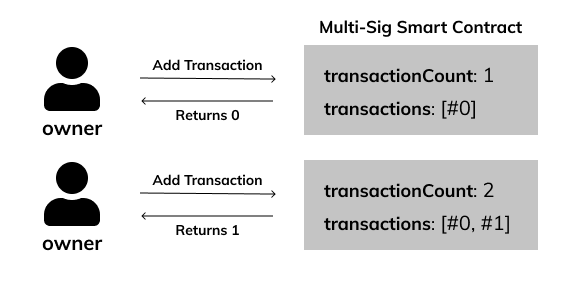 Multi-Sig Smart Contract
Add Transaction
Returns 0
owner
transactionCount: 1
transactions: [#0]
Add Transaction
Returns 1
owner
transactionCount: 2
transactions: [#0, #1]